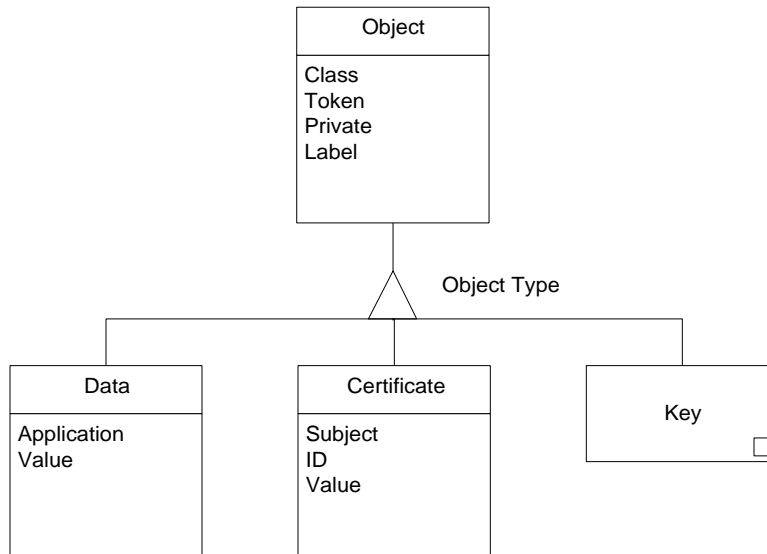 Object
Class
Token
Private
Label
Object Type
Data
Application
Value
Certificate
Subject
ID
Value
Key